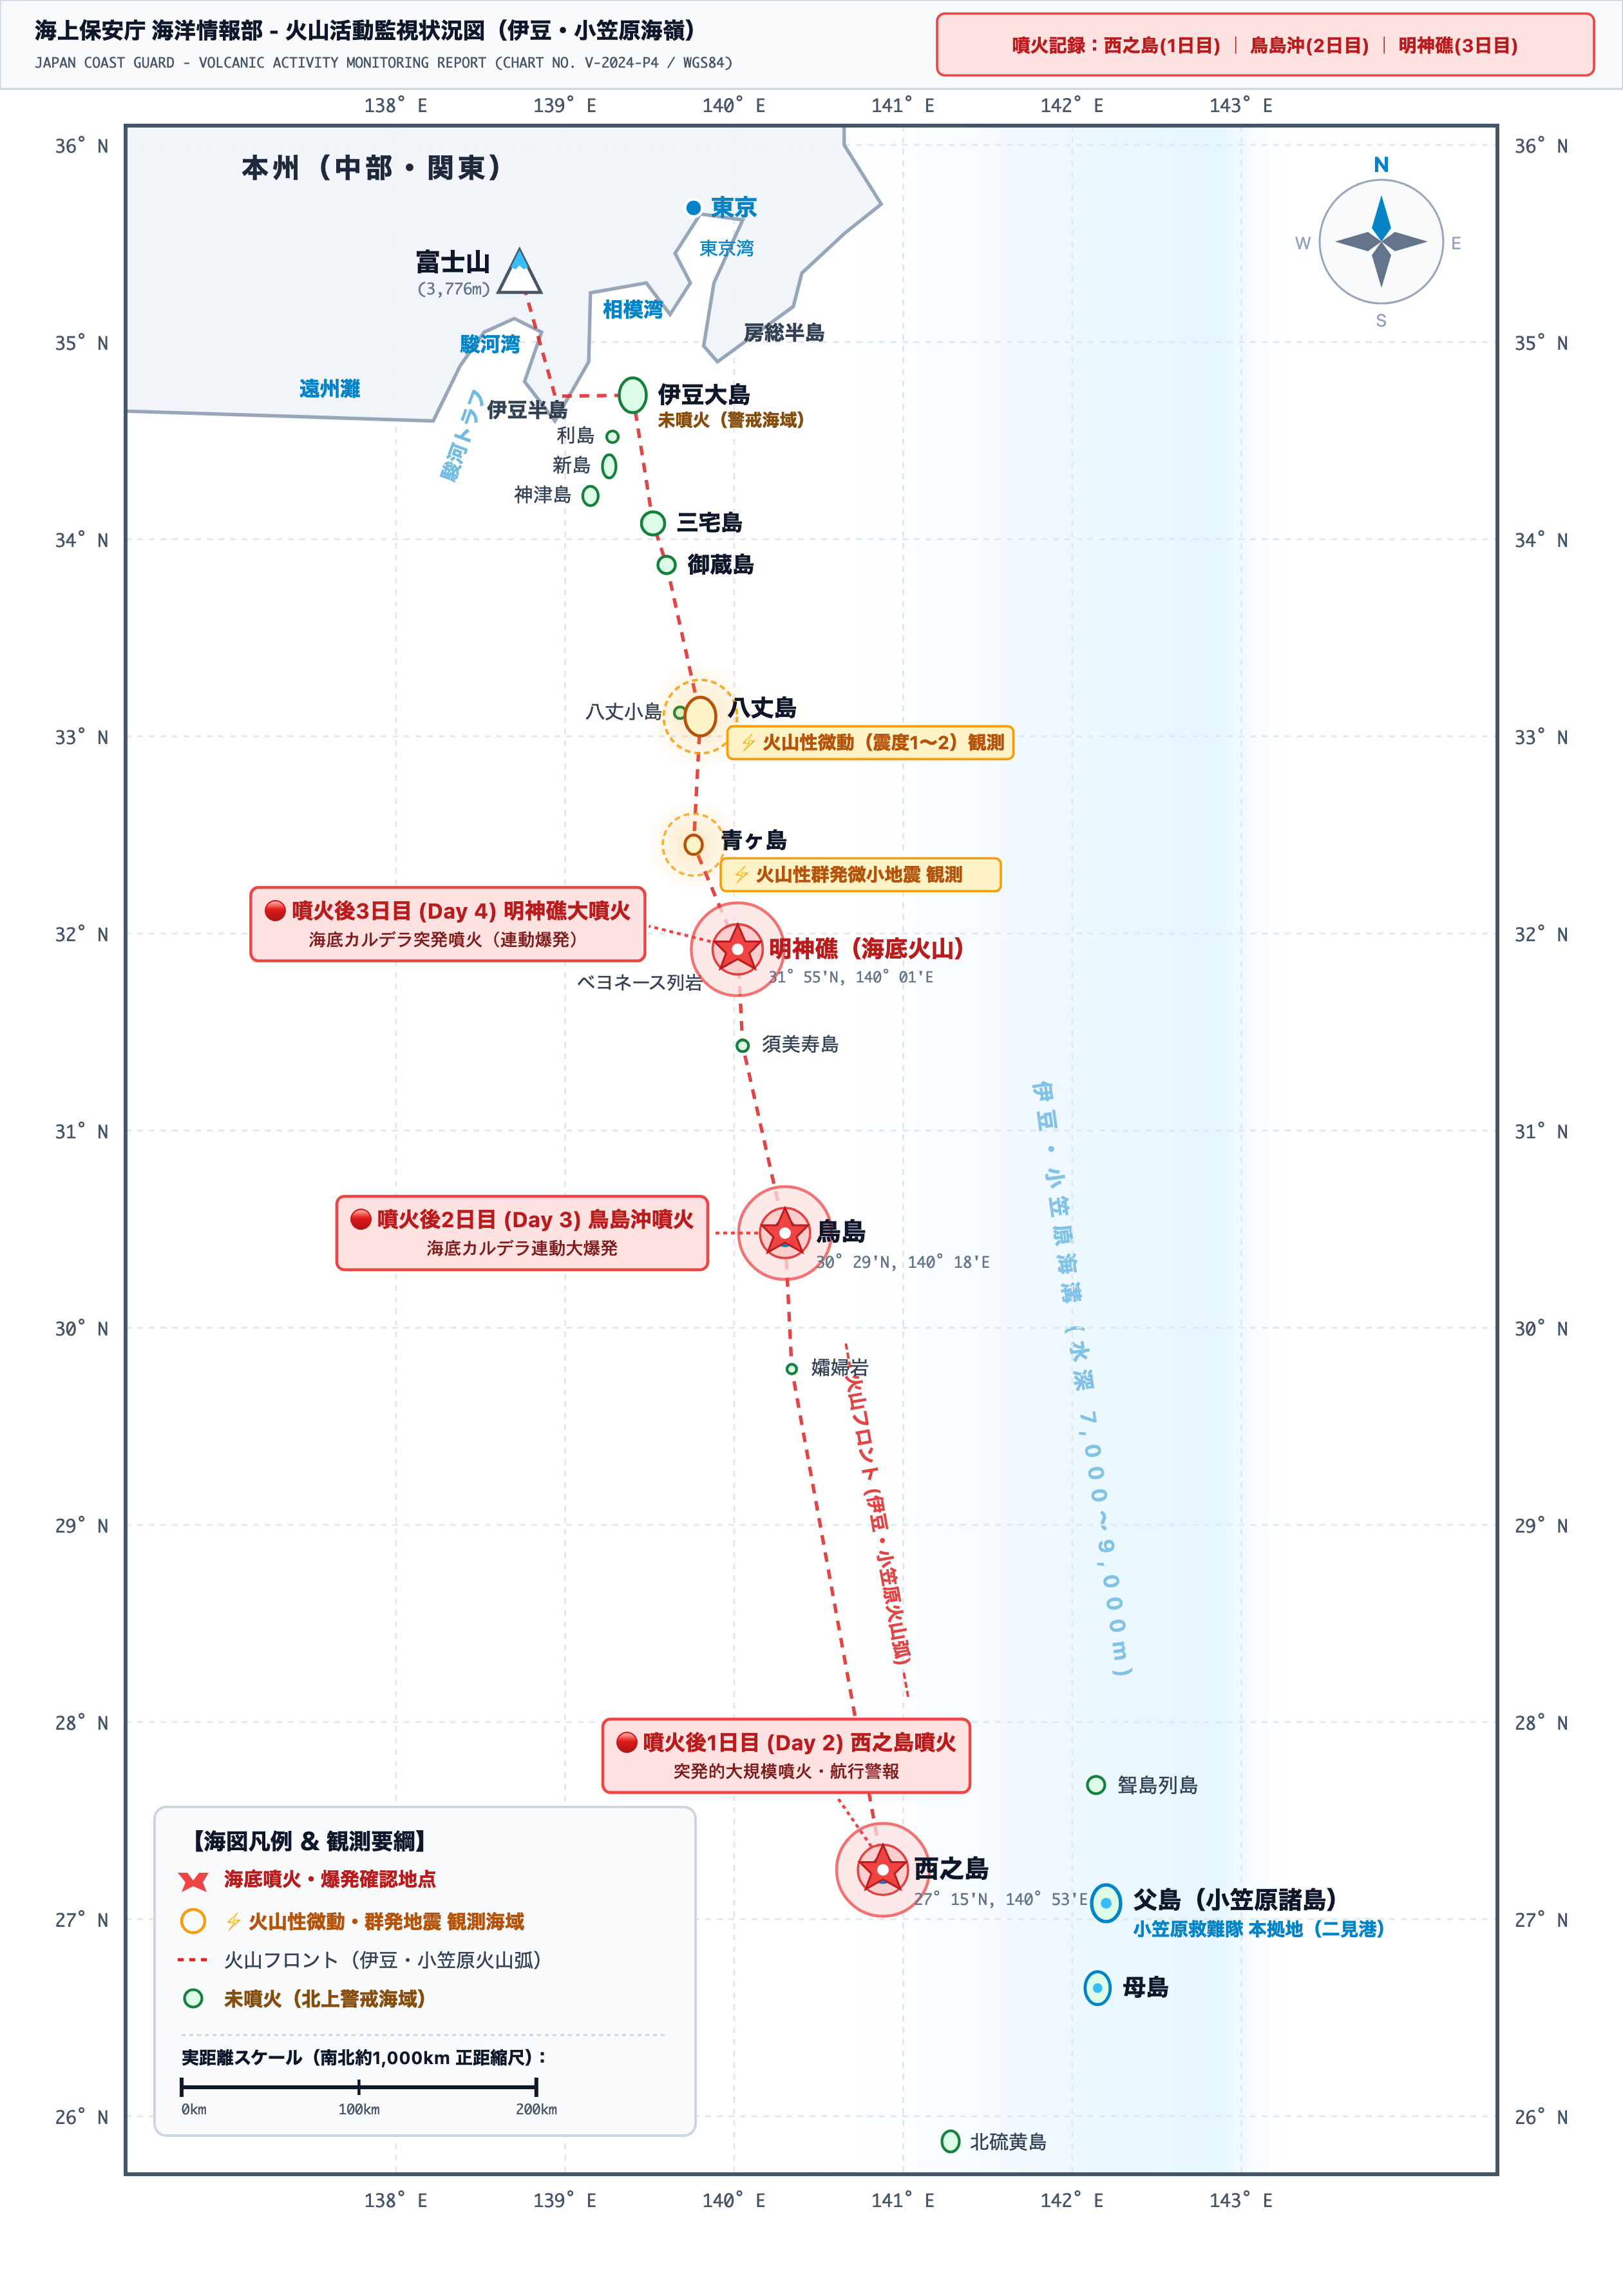 海上保安庁 海洋情報部 - 火山活動監視状況図（伊豆・小笠原海嶺）
JAPAN COAST GUARD - VOLCANIC ACTIVITY MONITORING REPORT (CHART NO. V-2024-P4 / WGS84)
噴火記録：西之島(1日目) ｜ 鳥島沖(2日目) ｜ 明神礁(3日目)
138° E 139° E 140° E 141° E 142° E 143° E
36° N 36° N
本州（中部・関東）
N
W E
S
東京
東京湾
富士山
(3,776m)
相模湾
房総半島
35° N 35° N
駿河湾
遠州灘
駿河トラフ
伊豆半島
伊豆大島
未噴火（警戒海域）
利島
新島
神津島
34° N 34° N
三宅島
御蔵島
八丈小島
八丈島
33° N 33° N
⚡火山性微動（震度1〜2）観測
青ヶ島
⚡火山性群発微小地震 観測
🔴 噴火後3日目 (Day 4) 明神礁大噴火
海底カルデラ突発噴火（連動爆発）
32° N 32° N
明神礁（海底火山）
31° 55'N, 140° 01'E
ベヨネース列岩
須美寿島
31° N 31° N
伊豆・小笠原海溝（水深 7,000〜9,000m）
🔴 噴火後2日目 (Day 3) 鳥島沖噴火
海底カルデラ連動大爆発
鳥島
30° 29'N, 140° 18'E
30° N 30° N
孀婦岩
--火山フロント（伊豆・小笠原火山弧）--
29° N 29° N
28° N 28° N
🔴 噴火後1日目 (Day 2) 西之島噴火
突発的大規模噴火・航行警報
聟島列島
西之島
27° 15'N, 140° 53'E
父島（小笠原諸島）
小笠原救難隊 本拠地（二見港）
27° N 27° N
母島
【海図凡例 & 観測要綱】
海底噴火・爆発確認地点
⚡火山性微動・群発地震 観測海域
火山フロント（伊豆・小笠原火山弧）
未噴火（北上警戒海域）
実距離スケール（南北約1,000km 正距縮尺）：
0km 100km 200km
26° N 26° N
北硫黄島
138° E 139° E 140° E 141° E 142° E 143° E